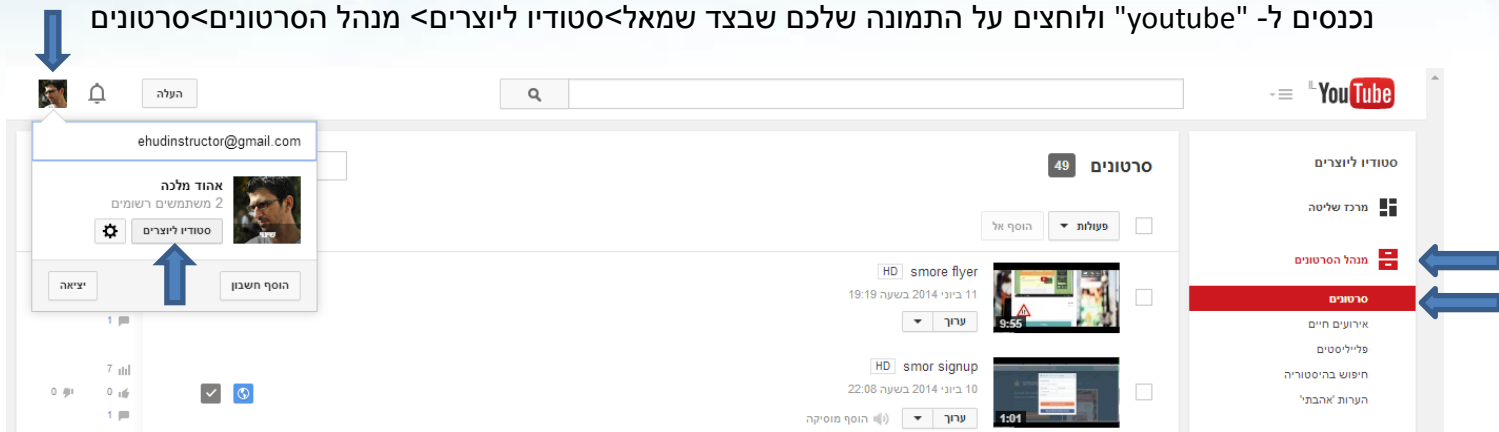 נכנסים ל- "youtube" ולוחצים על התמונה שלכם שבצד שמאל>סטודיו ליוצרים> מנהל הסרטונים>סרטונים
YouTube IL
העלה
ehudinstructor@gmail.com
אהוד מלכה
2 משתמשים רשומים
סטודיו ליוצרים
הוסף חשבון
יציאה
סטודיו ליוצרים
מרכז שליטה
מנהל הסרטונים
סרטונים
אירועים חיים
פלייליסטים
חיפוש בהיסטוריה
הערות 'אהבתי'
סרטונים 49
פעולות
הוסף אל
smore flyer HD
11 ביוני 2014 בשעה 19:19
ערוך
9:55
1
smor signup HD
10 ביוני 2014 בשעה 22:08
ערוך
הוסף מוסיקה
1:01
7
0 0
1